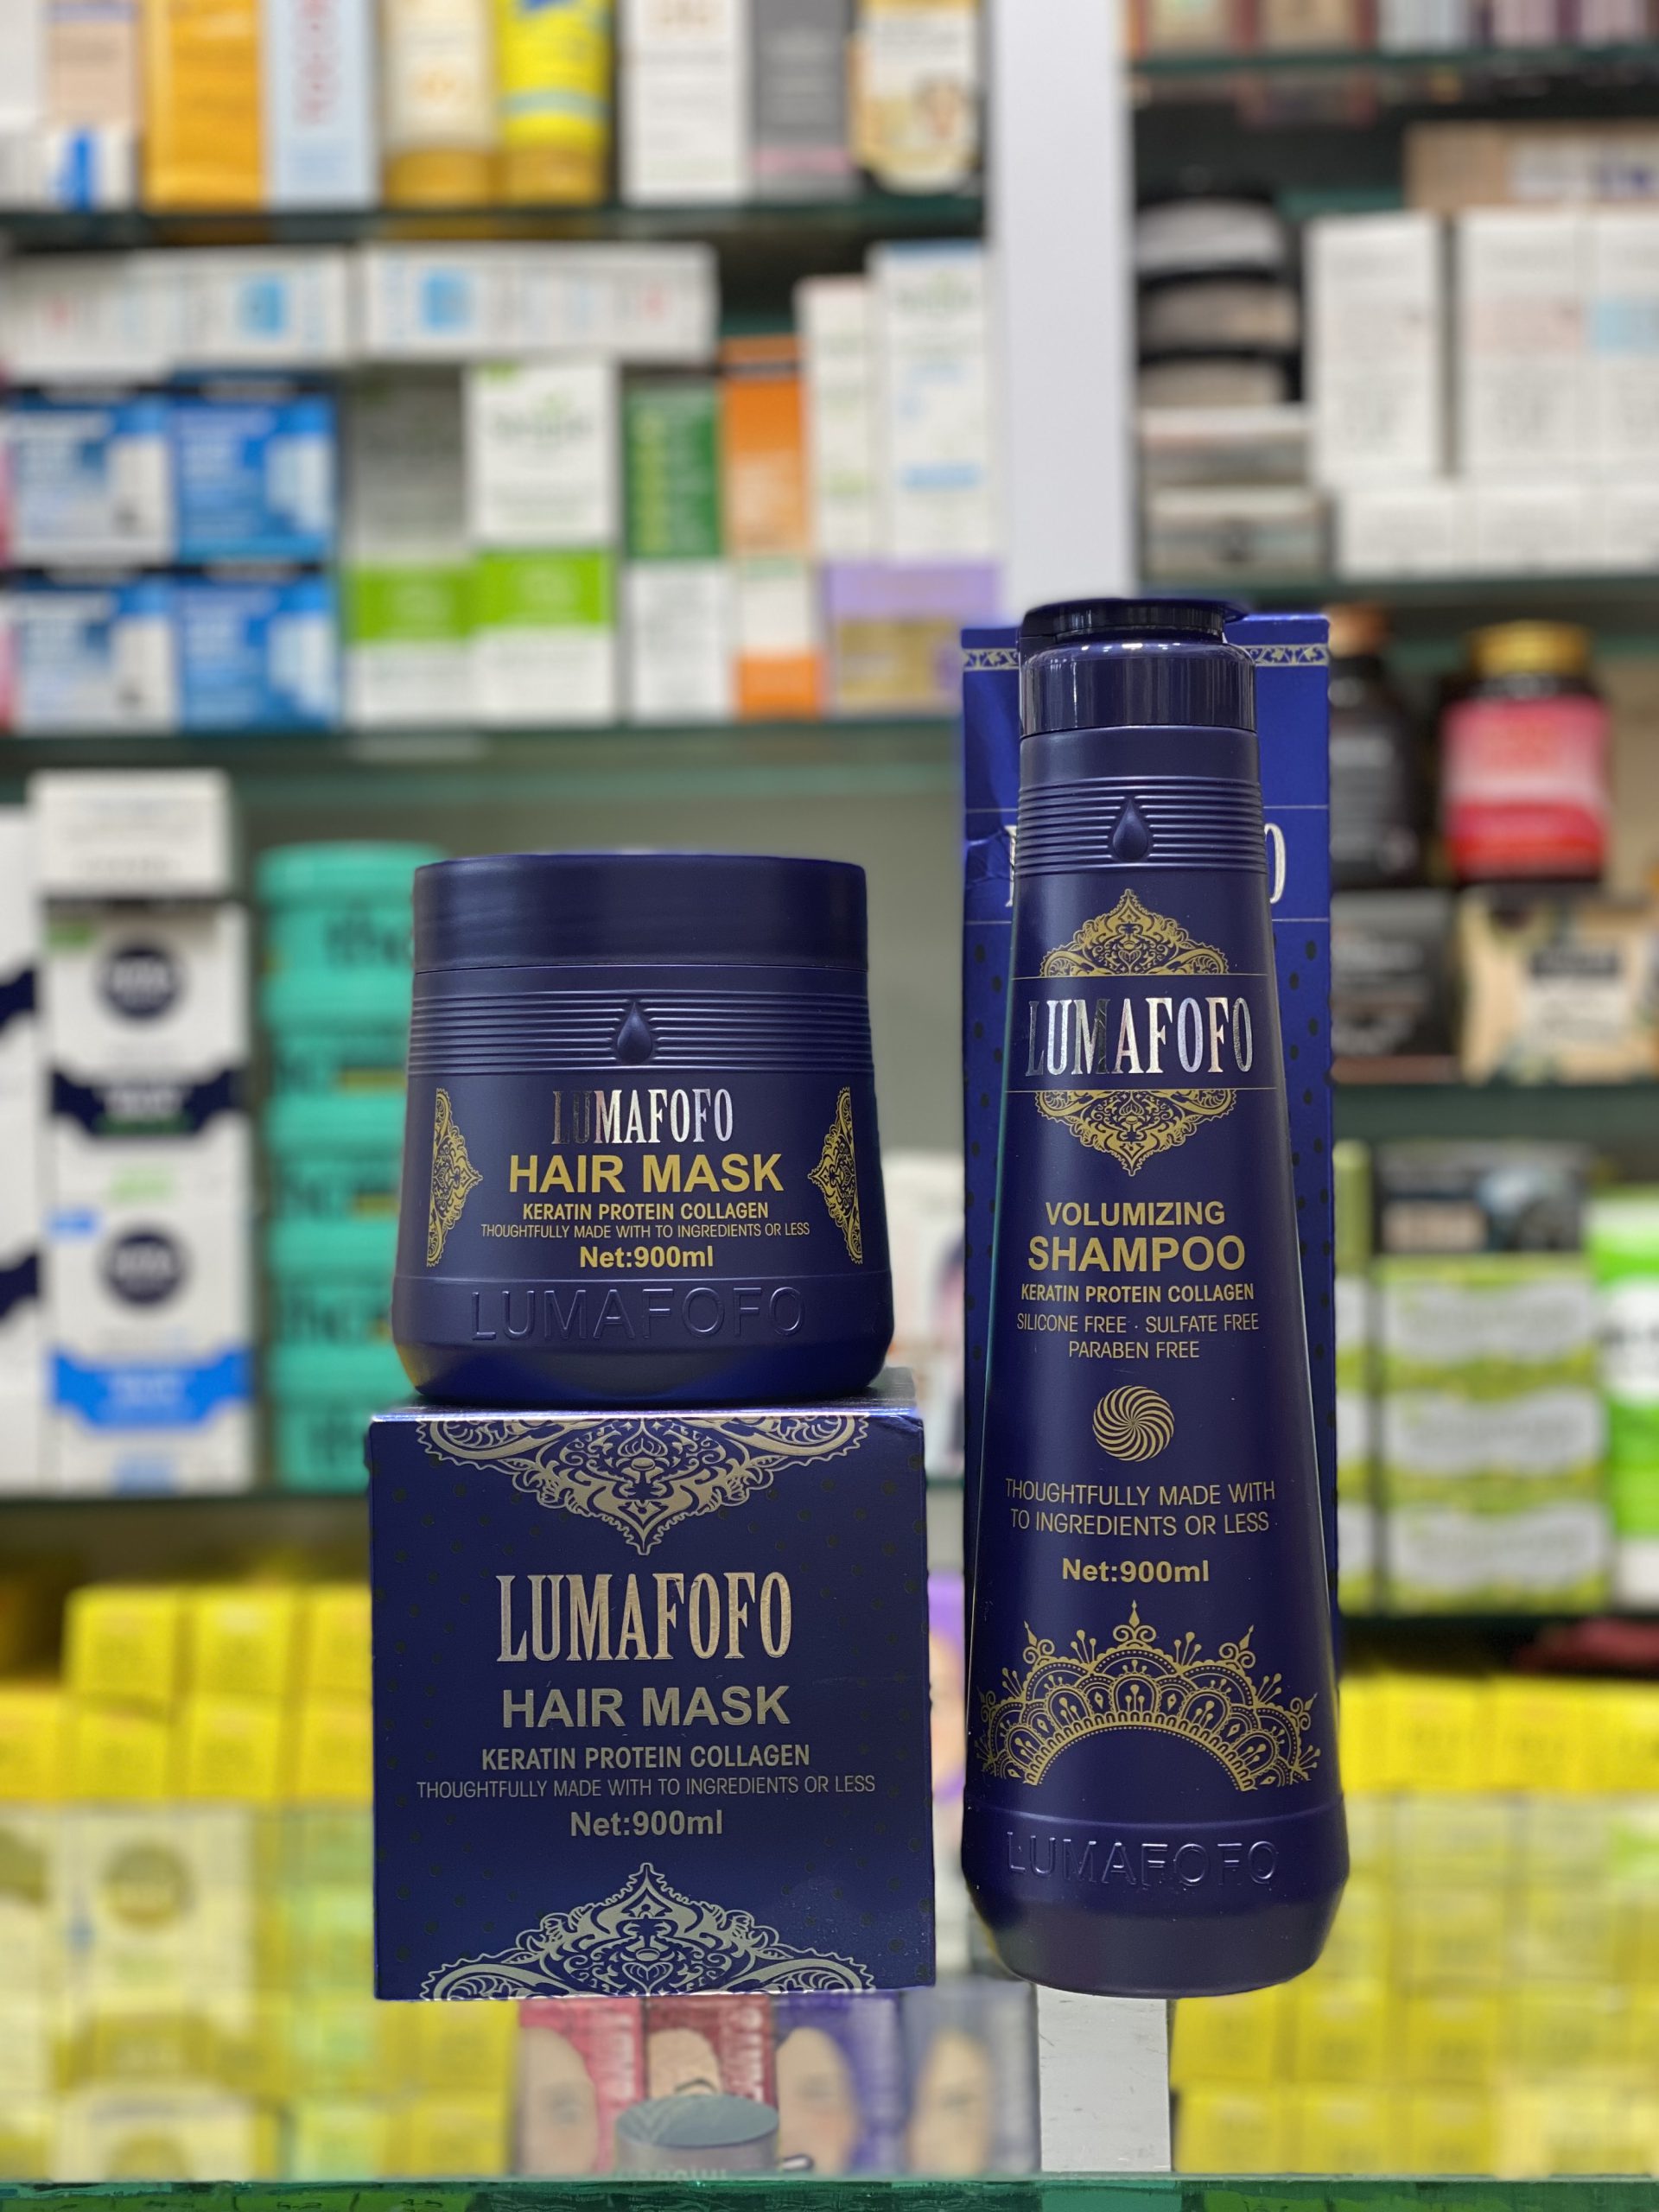 LUMAFOFO
HAIR MASK
KERATIN PROTEIN COLLAGEN
THOUGHTFULLY MADE WITH TO INGREDIENTS OR LESS
Net:900ml
LUMAFOFO
LUMAFOFO
HAIR MASK
KERATIN PROTEIN COLLAGEN
THOUGHTFULLY MADE WITH TO INGREDIENTS OR LESS
Net:900ml
LUMAFOFO
VOLUMIZING
SHAMPOO
KERATIN PROTEIN COLLAGEN
SILICONE FREE · SULFATE FREE
PARABEN FREE
THOUGHTFULLY MADE WITH
TO INGREDIENTS OR LESS
Net:900ml
LUMAFOFO